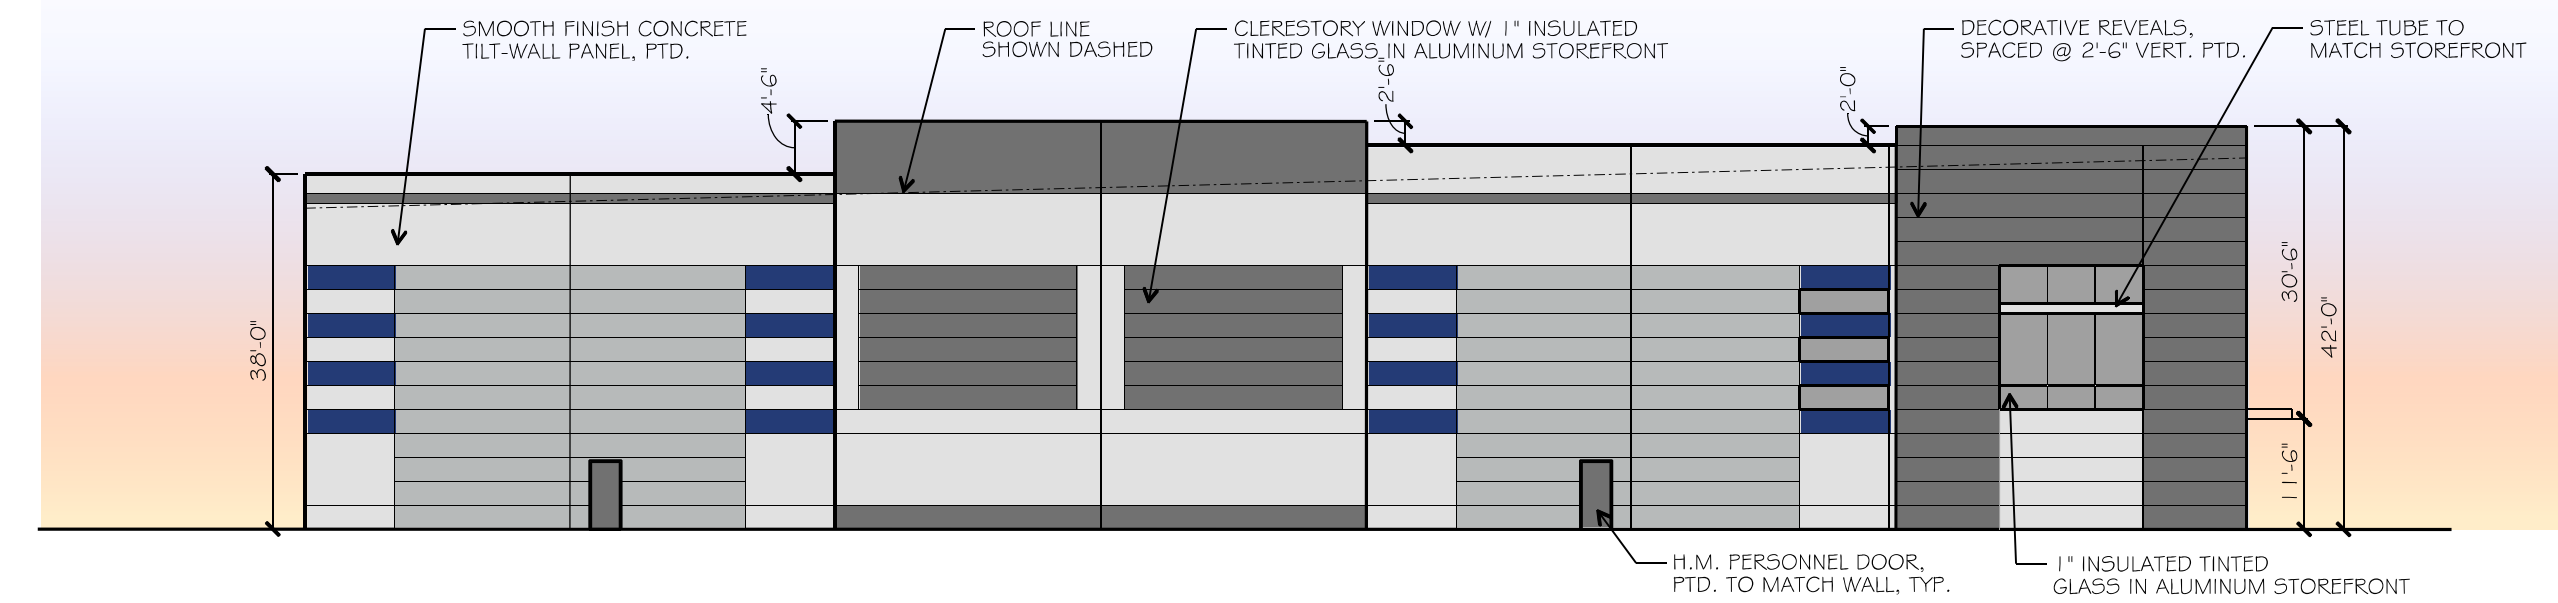 SMOOTH FINISH CONCRETE
TILT-WALL PANEL, PTD.
ROOF LINE
SHOWN DASHED
CLERESTORY WINDOW W/ 1" INSULATED
TINTED GLASS IN ALUMINUM STOREFRONT
DECORATIVE REVEALS,
SPACED @ 2'-6" VERT. PTD.
STEEL TUBE TO
MATCH STOREFRONT
4'-6"
2'-6"
2'-0"
38'-0"
30'-6"
42'-0"
11'-6"
H.M. PERSONNEL DOOR,
PTD. TO MATCH WALL, TYP.
1" INSULATED TINTED
GLASS IN ALUMINUM STOREFRONT